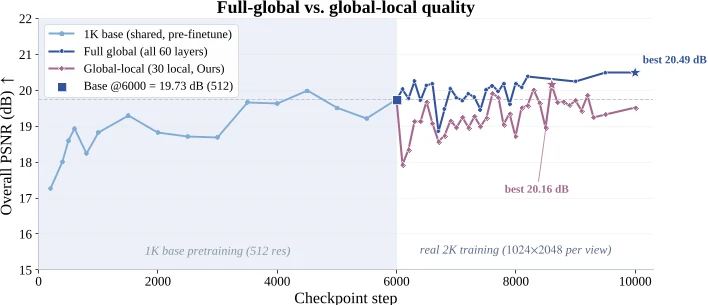 Full-global vs. global-local quality
Overall PSNR (dB) ↑
22
21
20
19
18
17
16
15
1K base (shared, pre-finetune)
Full global (all 60 layers)
Global-local (30 local, Ours)
Base @6000 = 19.73 dB (512)
best 20.49 dB
best 20.16 dB
1K base pretraining (512 res)
real 2K training (1024×2048 per view)
0
2000
4000
6000
8000
10000
Checkpoint step